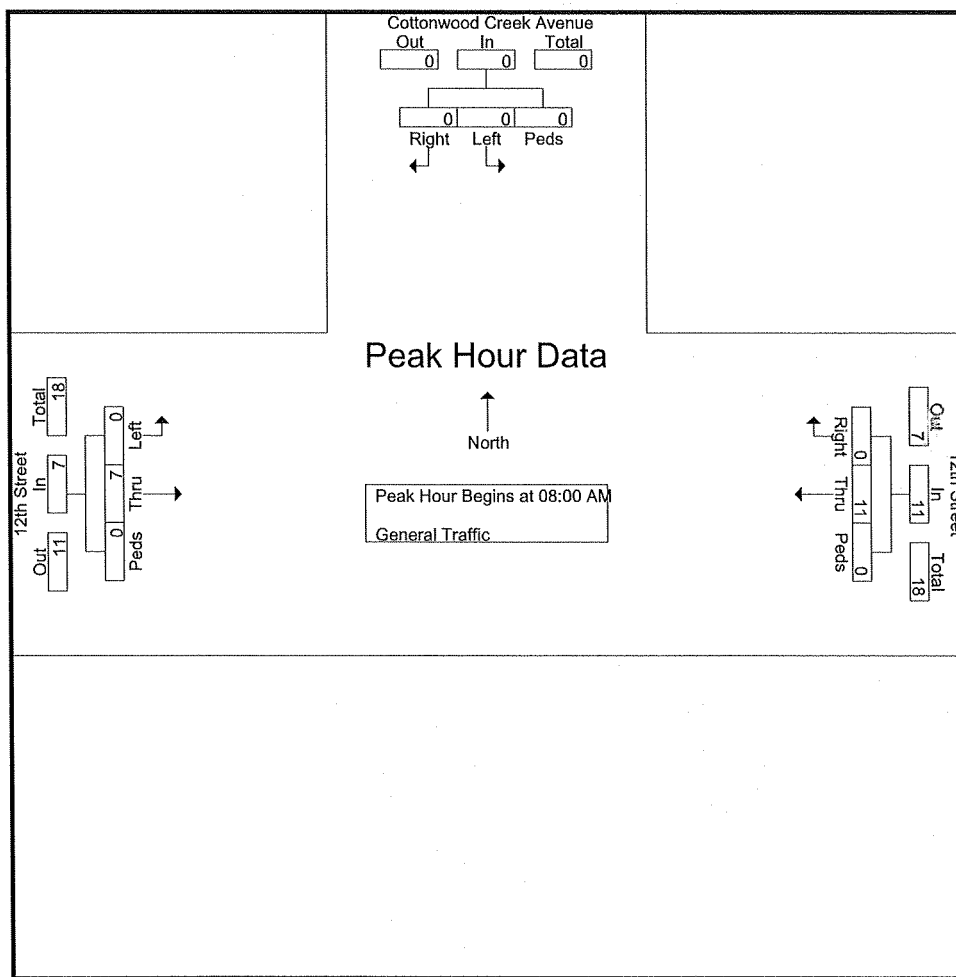 Cottonwood Creek Avenue
Out In Total
0 0 0
0 0 0
Right Left Peds
Peak Hour Data
North
Peak Hour Begins at 08:00 AM
General Traffic
12th Street
Total In Out
18 7 11
0 7 0
Left Thru Peds
Right Thru Peds
0 11 0
Out In Total
7 11 18
12th Street